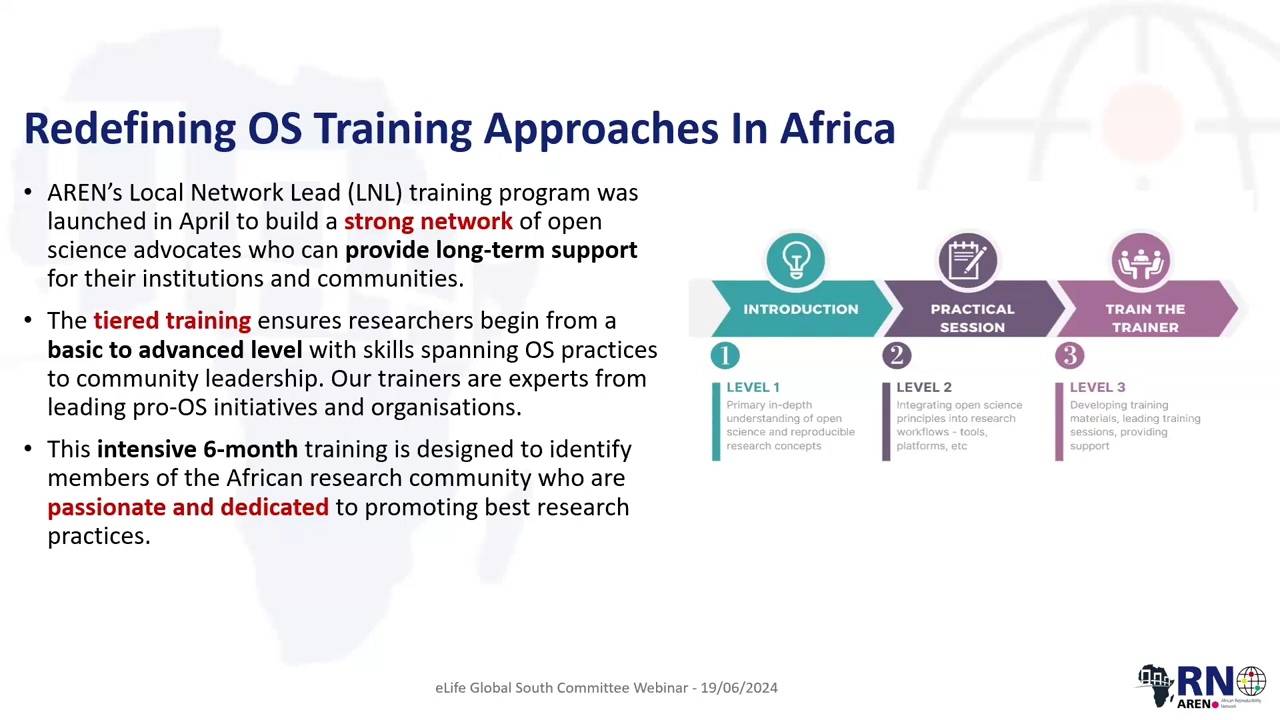 Redefining OS Training Approaches In Africa
• AREN’s Local Network Lead (LNL) training program was
launched in April to build a strong network of open
science advocates who can provide long-term support
for their institutions and communities.
• The tiered training ensures researchers begin from a
basic to advanced level with skills spanning OS practices
to community leadership. Our trainers are experts from
leading pro-OS initiatives and organisations.
• This intensive 6-month training is designed to identify
members of the African research community who are
passionate and dedicated to promoting best research
practices.
INTRODUCTION
1
LEVEL 1
Primary in-depth
understanding of open
science and reproducible
research concepts
PRACTICAL
SESSION
2
LEVEL 2
Integrating open science
principles into research
workflows - tools,
platforms, etc
TRAIN THE
TRAINER
3
LEVEL 3
Developing training
materials, leading training
sessions, providing
support
eLife Global South Committee Webinar - 19/06/2024
RN
AREN
African Reproducibility
Network